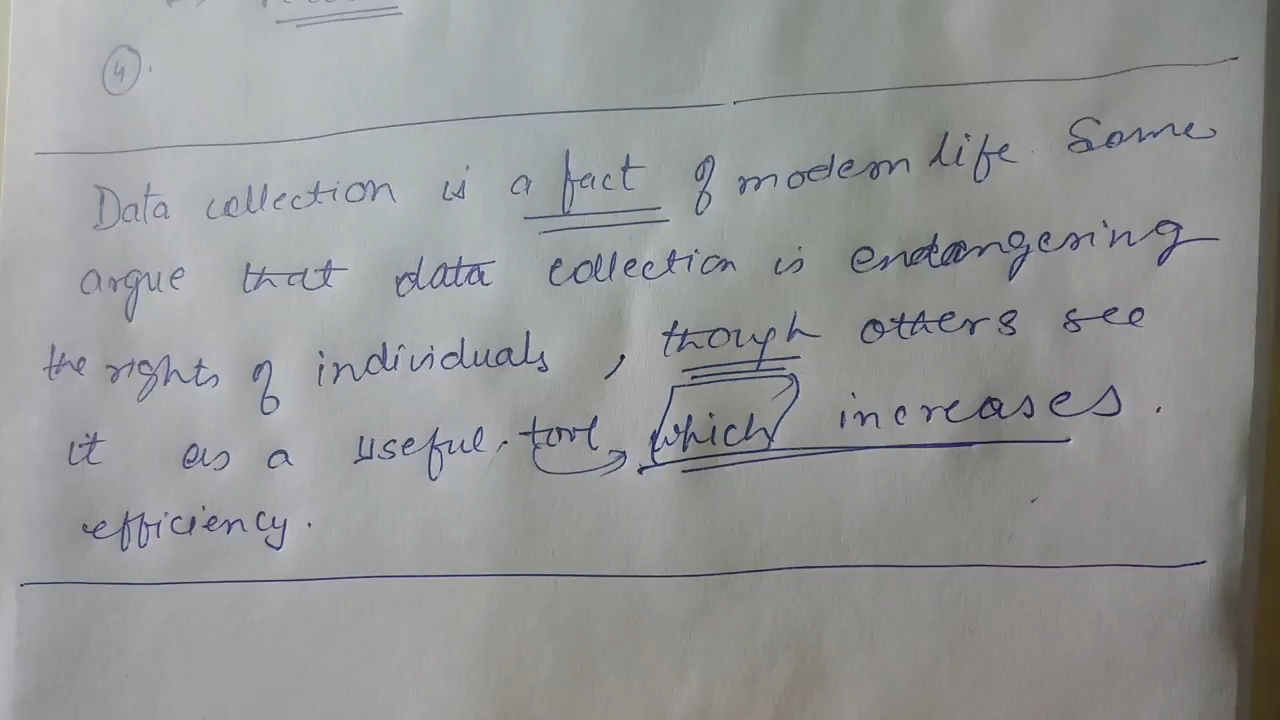 4.
Data collection is a fact of modern life. Some
argue that data collection is endangering
the rights of individuals, though others see
it as a useful tool, which increases.
efficiency.